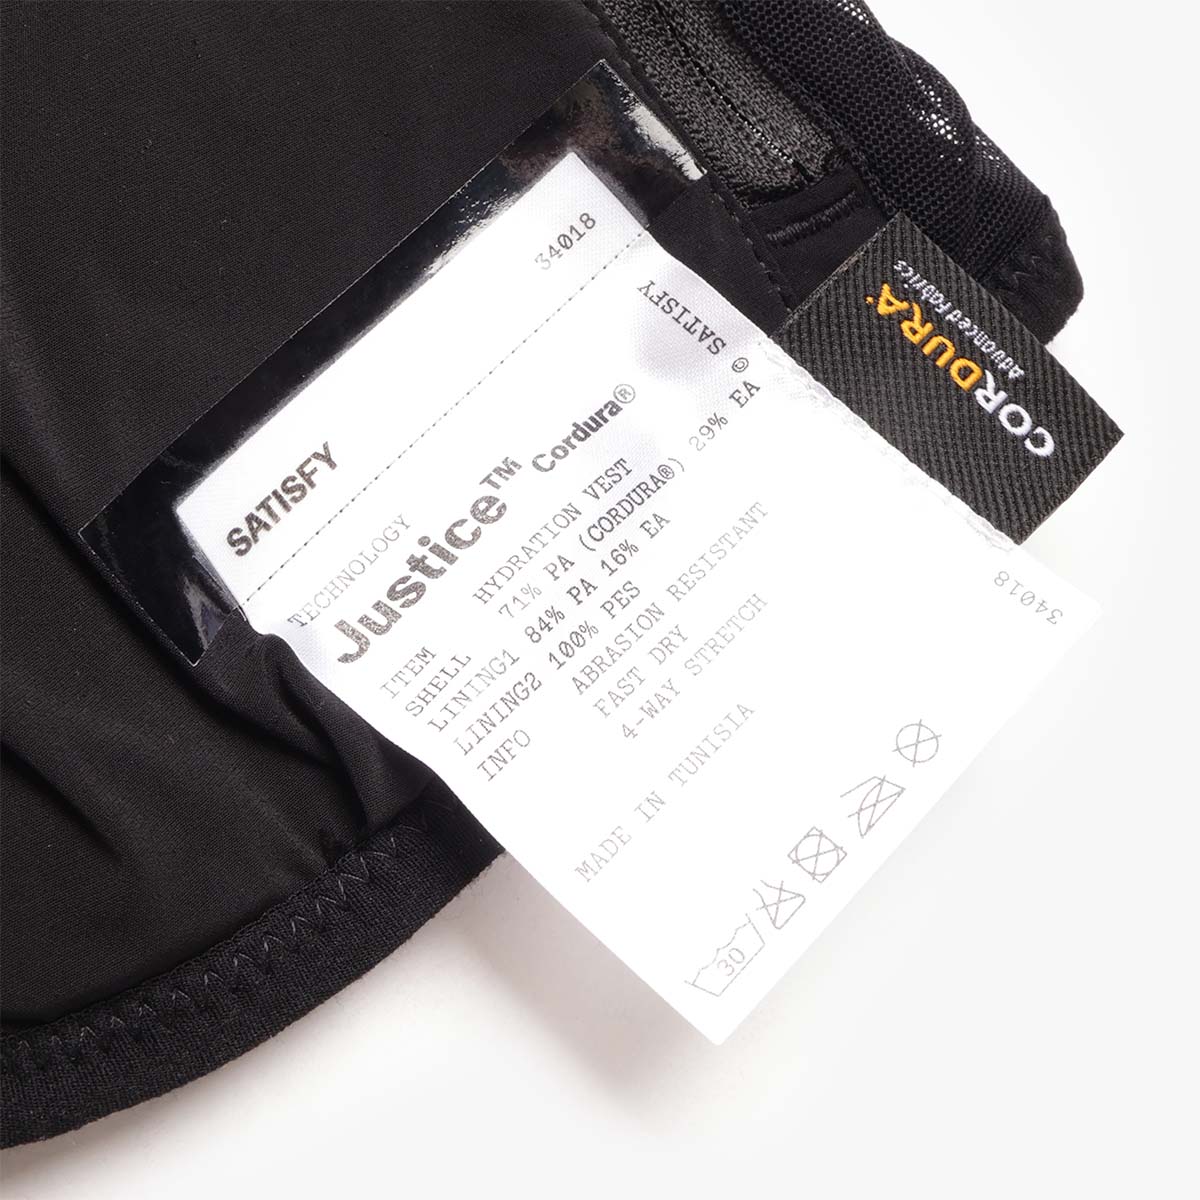 34018
SATISFY
© SATISFY
TECHNOLOGY
Justice™ Cordura®
ITEM HYDRATION VEST
SHELL 71% PA (CORDURA®) 29% EA
LINING1 84% PA 16% EA
LINING2 100% PES
INFO ABRASION RESISTANT
FAST DRY
4-WAY STRETCH
MADE IN TUNISIA
30
34018
CORDURA
Advanced Fabrics